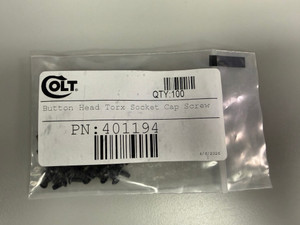 COLT
QTY:100
Button Head Torx Socket Cap Screw
PN:401194